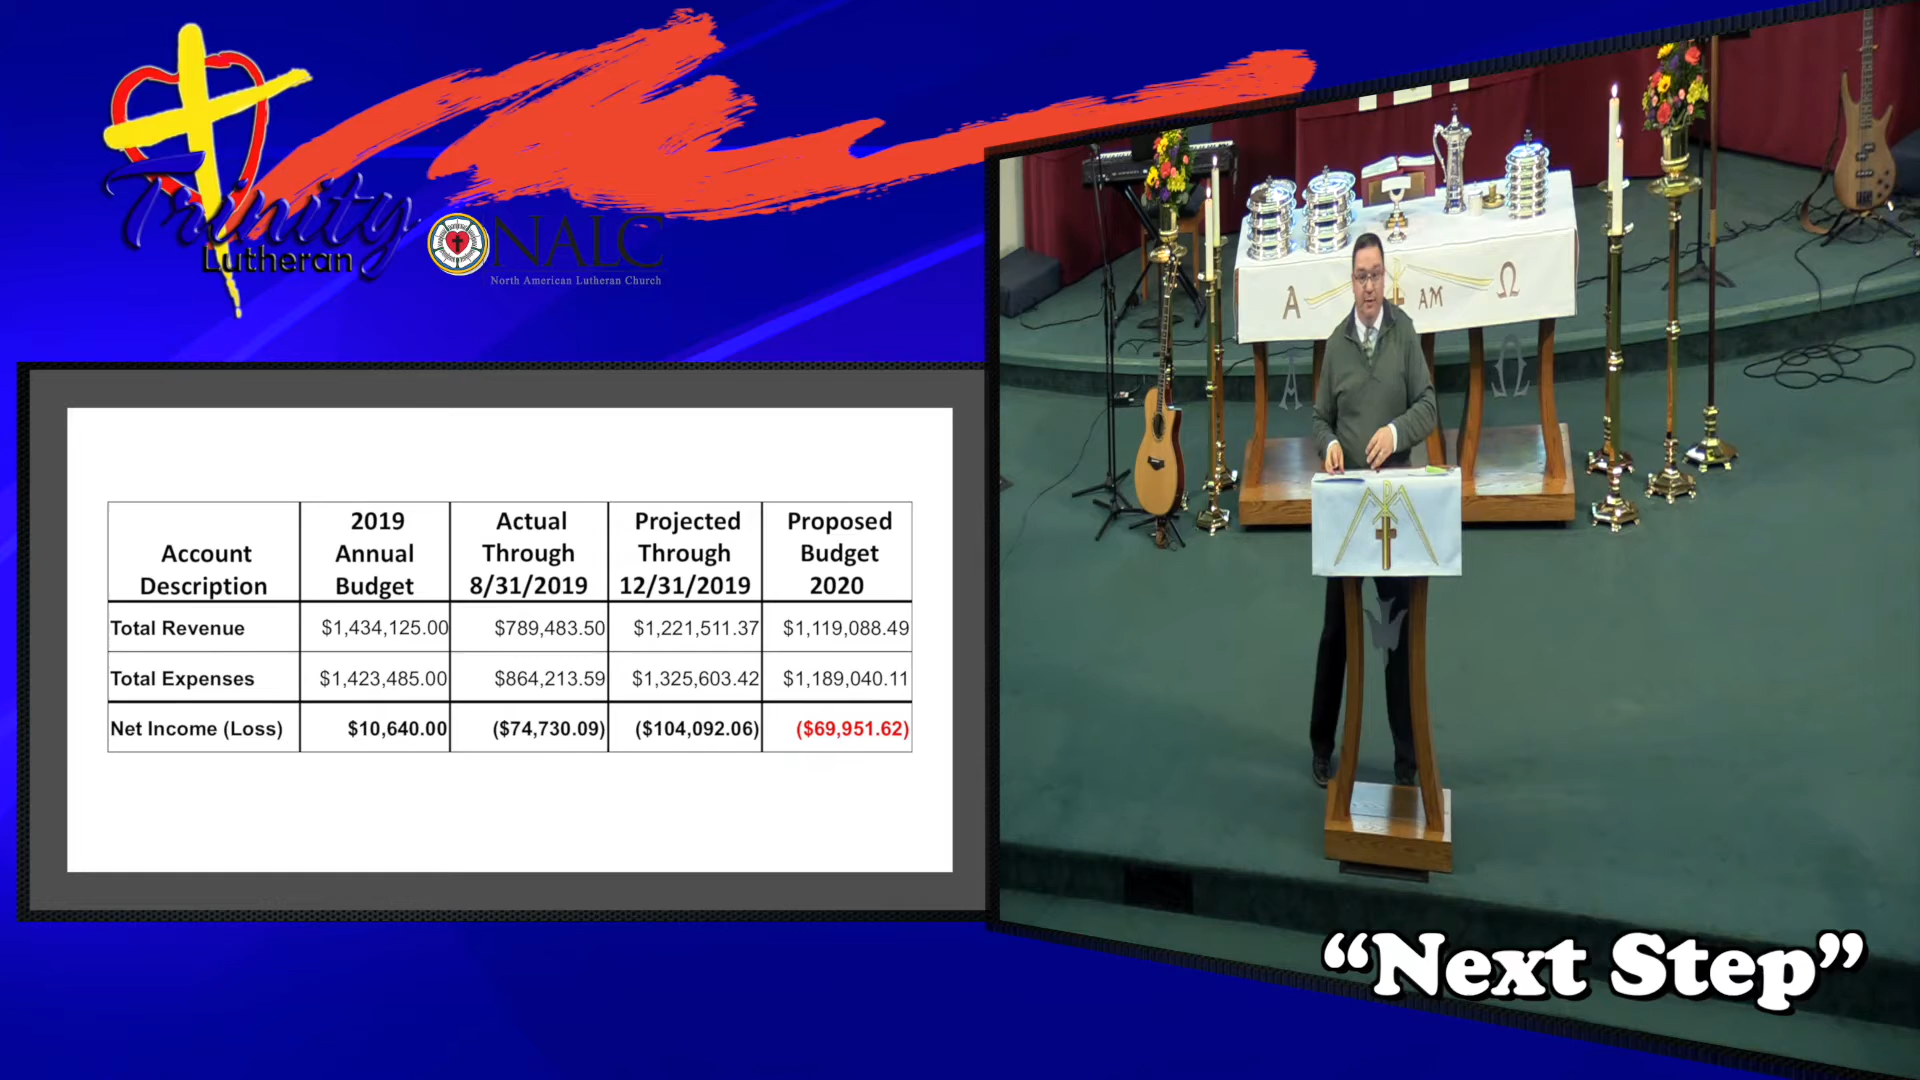 Trinity
Lutheran
NALC
North American Lutheran Church
Account Description
2019 Annual Budget
Actual Through 8/31/2019
Projected Through 12/31/2019
Proposed Budget 2020
Total Revenue $1,434,125.00 $789,483.50 $1,221,511.37 $1,119,088.49
Total Expenses $1,423,485.00 $864,213.59 $1,325,603.42 $1,189,040.11
Net Income (Loss) $10,640.00 ($74,730.09) ($104,092.06) ($69,951.62)
Α ΑΜ Ω
Α Ω
“Next Step”